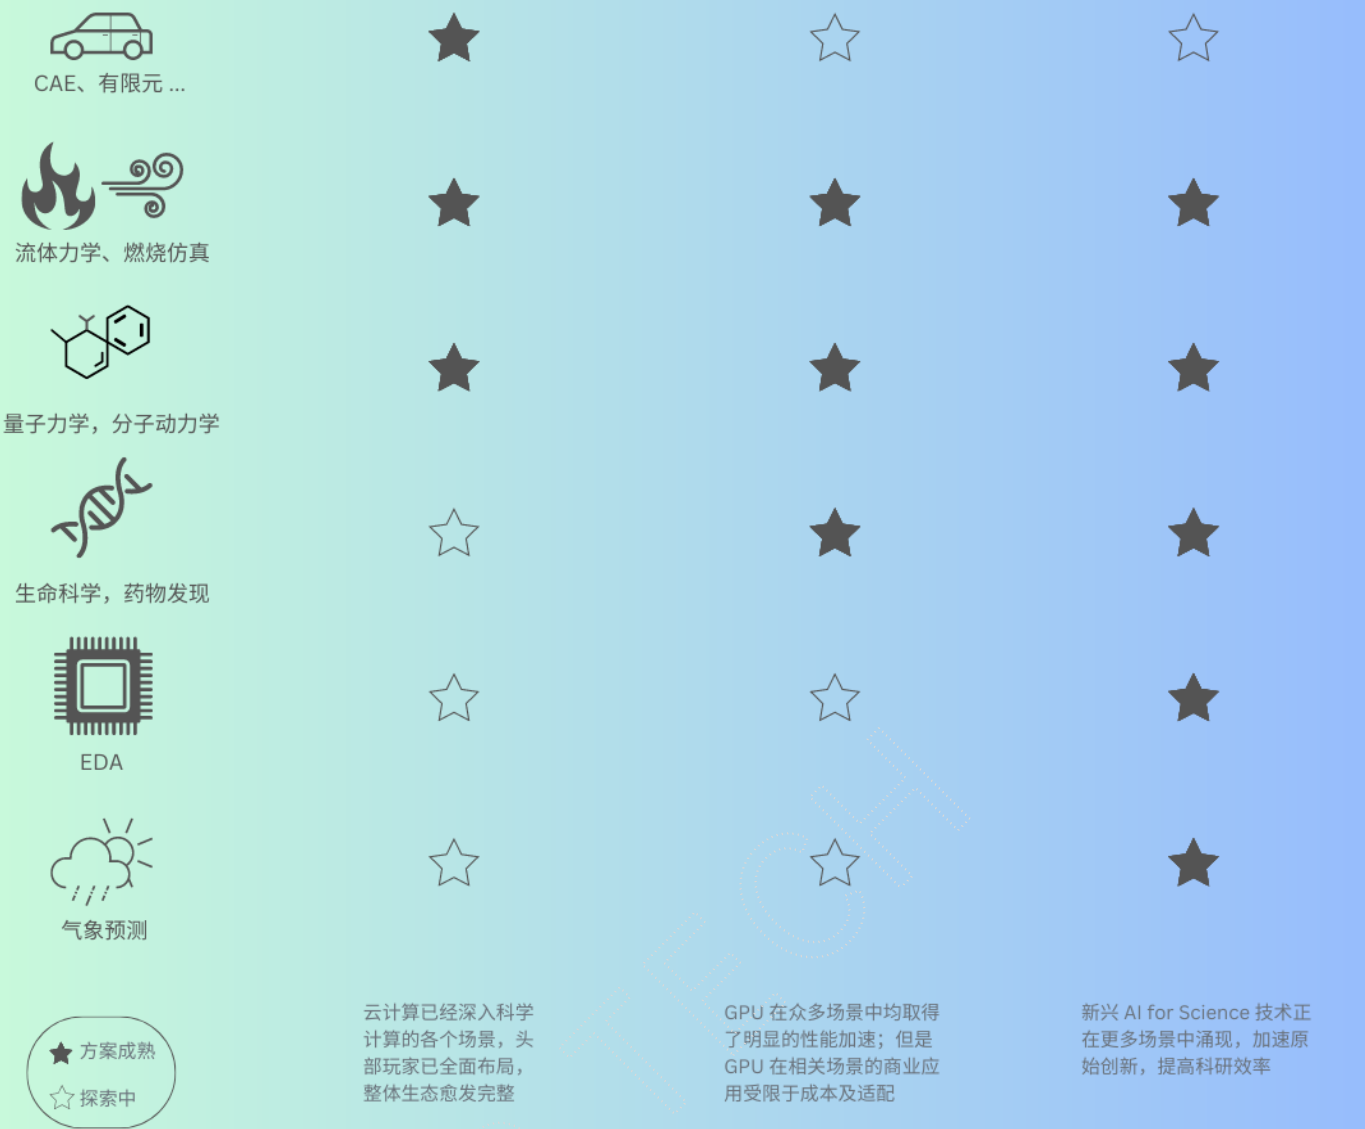 CAE、有限元 ...
流体力学、燃烧仿真
量子力学，分子动力学
生命科学，药物发现
EDA
气象预测
方案成熟
探索中
云计算已经深入科学
计算的各个场景，头
部玩家已全面布局，
整体生态愈发完整
GPU 在众多场景中均取得
了明显的性能加速；但是
GPU 在相关场景的商业应
用受限于成本及适配
新兴 AI for Science 技术正
在更多场景中涌现，加速原
始创新，提高科研效率